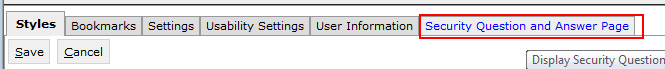 Styles Bookmarks Settings Usability Settings User Information Security Question and Answer Page
Save Cancel
Display Security Question